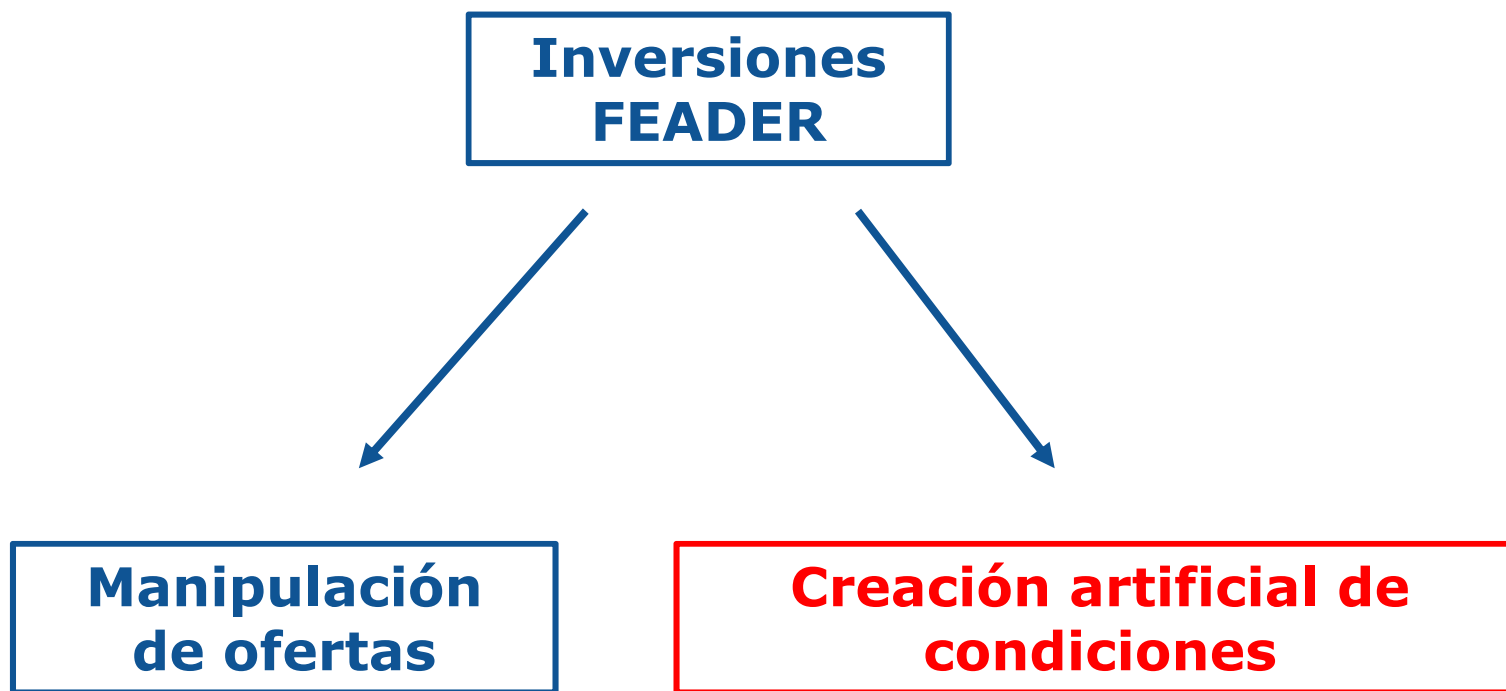 Inversiones
FEADER
Manipulación
de ofertas
Creación artificial de
condiciones